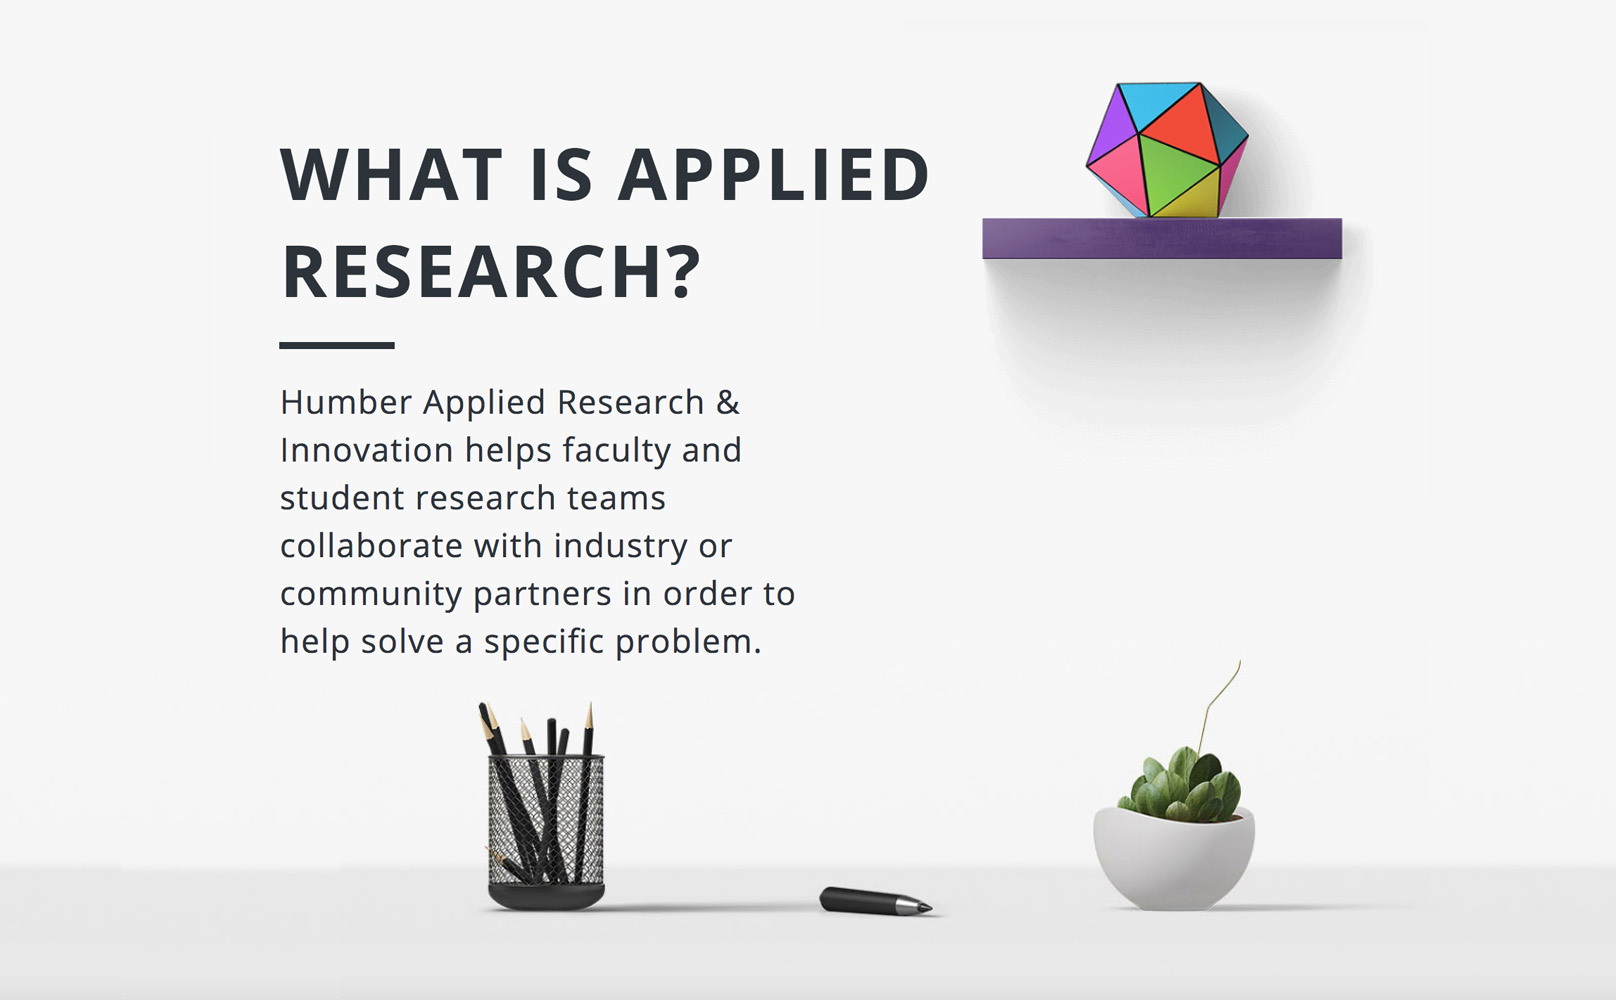 WHAT IS APPLIED
RESEARCH?
Humber Applied Research &
Innovation helps faculty and
student research teams
collaborate with industry or
community partners in order to
help solve a specific problem.